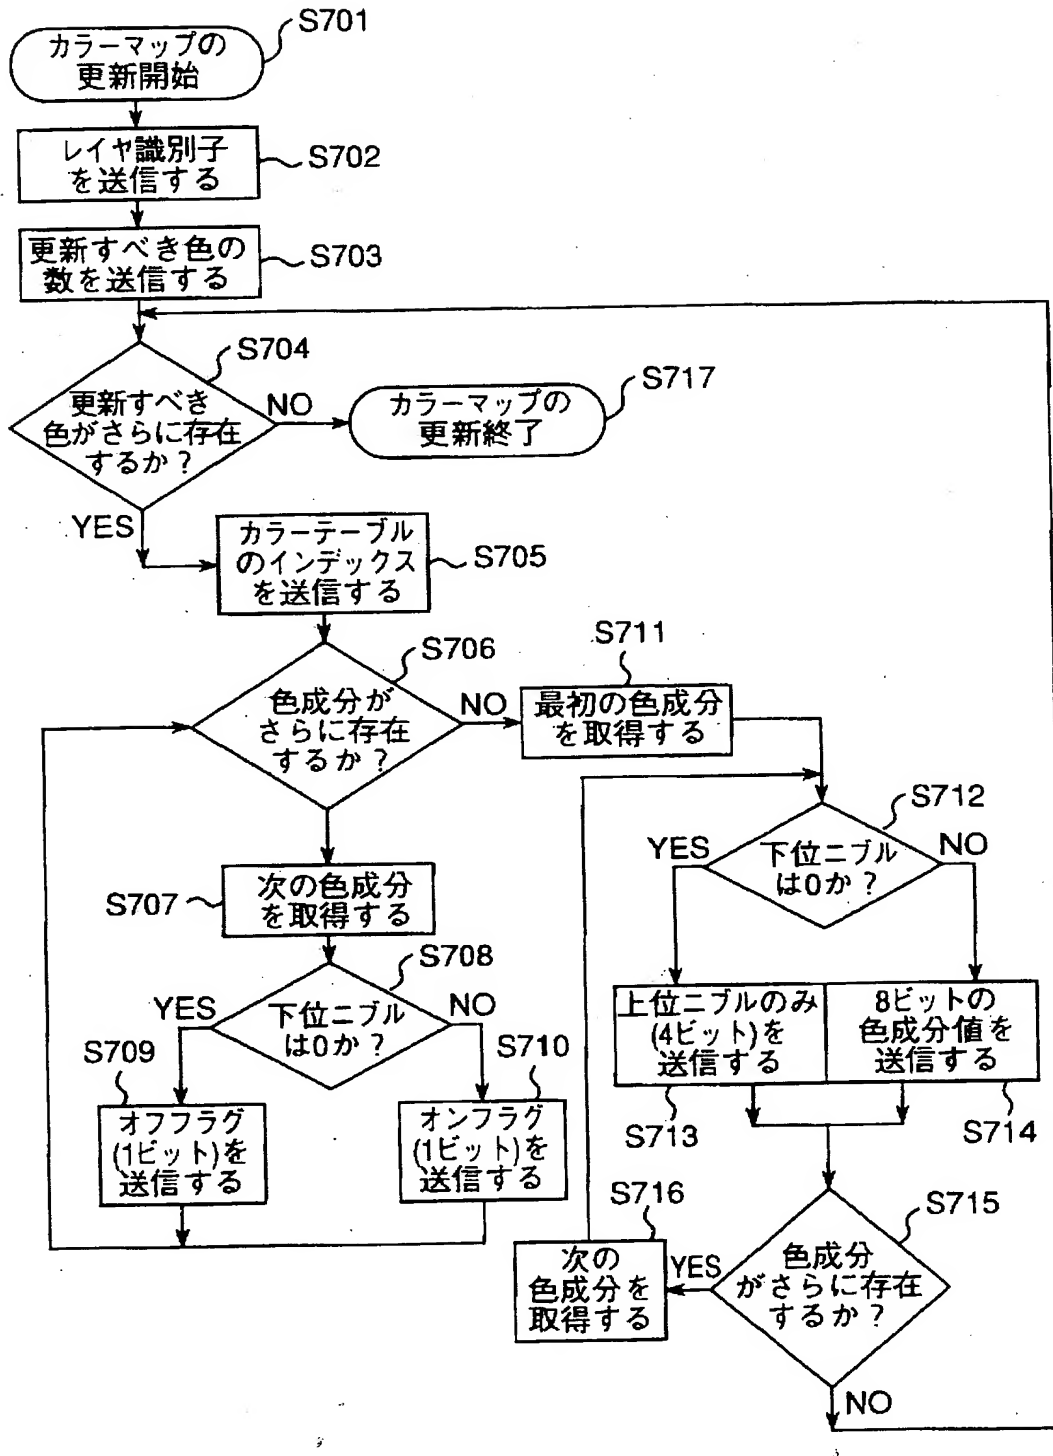 S701
カラーマップの
更新開始
レイヤ識別子
を送信する
S702
更新すべき色の
数を送信する
S703
S704
更新すべき
色がさらに存在
するか?
NO
カラーマップの
更新終了
S717
YES
カラーテーブル
のインデックス
を送信する
S705
S706
色成分が
さらに存在
するか?
NO
S711
最初の色成分
を取得する
S707
次の色成分
を取得する
S708
下位ニブル
は0か?
YES
NO
S709
オフフラグ
(1ビット)を
送信する
S710
オンフラグ
(1ビット)を
送信する
S712
下位ニブル
は0か?
YES
NO
上位ニブルのみ
(4ビット)を
送信する
S713
8ビットの
色成分値を
送信する
S714
S715
色成分
がさらに存在
するか?
YES
S716
次の
色成分を
取得する
NO